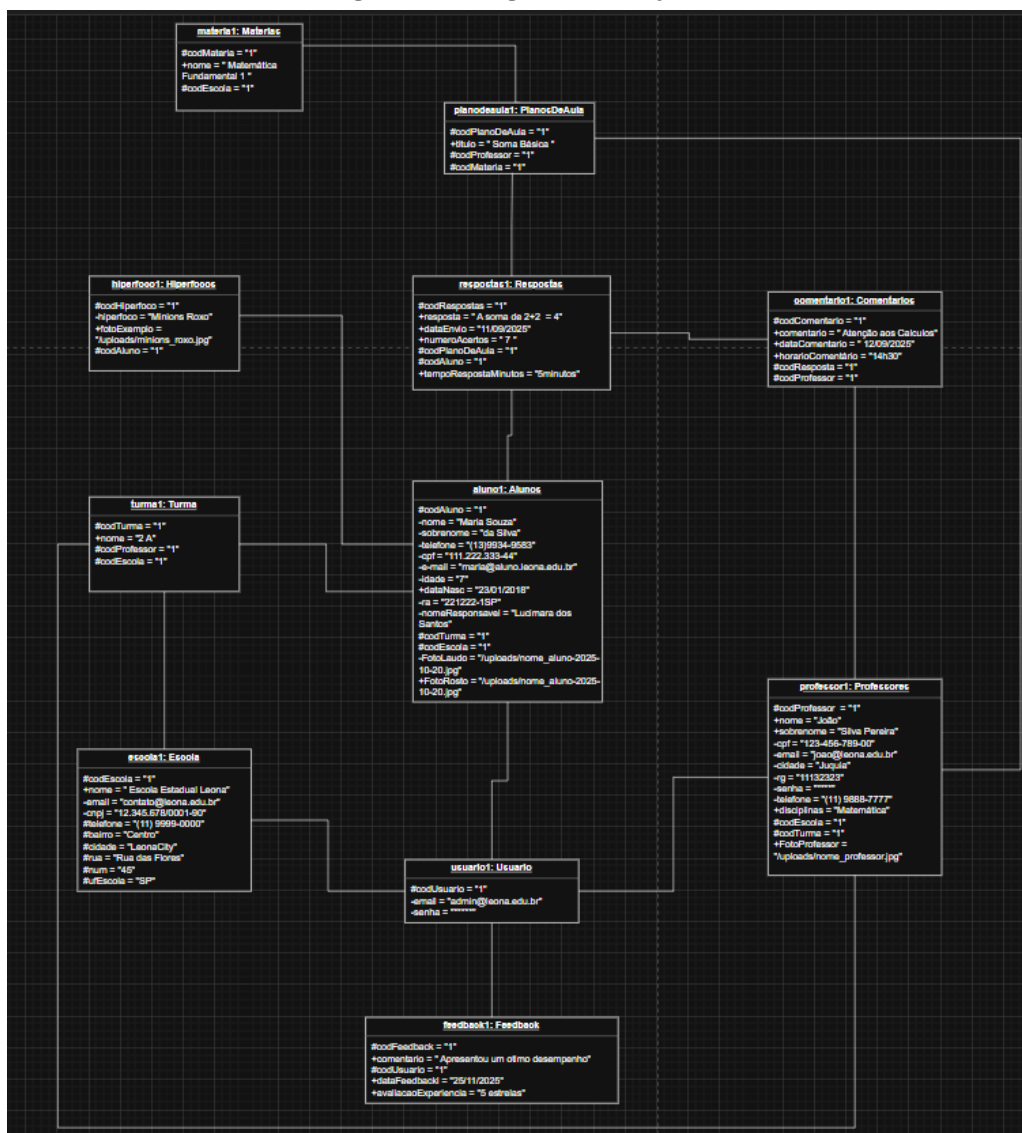 materia1: Materias
#codMateria = "1"
+nome = " Matemática
Fundamental 1 "
#codEscola = "1"
planodeaula1: PlanosDeAula
#codPlanoDeAula = "1"
+titulo = " Soma Básica "
#codProfessor = "1"
#codMateria = "1"
hiperfoco1: Hiperfocos
#codHiperfoco = "1"
-hiperfoco = "Minions Roxo"
+fotoExemplo =
"/uploads/minions_roxo.jpg"
#codAluno = "1"
respostas1: Respostas
#codRespostas = "1"
+resposta = " A soma de 2+2 = 4"
+dataEnvio = "11/09/2025"
+numeroAcertos = " 7 "
#codPlanoDeAula = "1"
#codAluno = "1"
+tempoRespostaMinutos = "5minutos"
comentario1: Comentarios
#codComentario = "1"
+comentario = " Atenção aos Calculos"
+dataComentario = " 12/09/2025"
+horarioComentário = "14h30"
#codResposta = "1"
#codProfessor = "1"
turma1: Turma
#codTurma = "1"
+nome = "2 A"
#codProfessor = "1"
#codEscola = "1"
aluno1: Alunos
#codAluno = "1"
-nome = "Maria Souza"
-sobrenome = "da Silva"
-telefone = "(13)9934-9583"
-cpf = "111.222.333-44"
-e-mail = "maria@aluno.leona.edu.br"
-idade = "7"
+dataNasc = "23/01/2018"
-ra = "221222-1SP"
-nomeResponsavel = "Lucimara dos
Santos"
#codTurma = "1"
#codEscola = "1"
-FotoLaudo = "/uploads/nome_aluno-2025-
10-20.jpg"
+FotoRosto = "/uploads/nome_aluno-2025-
10-20.jpg"
professor1: Professores
#codProfessor = "1"
+nome = "João"
+sobrenome = "Silva Pereira"
-cpf = "123-456-789-00"
-email = "joao@leona.edu.br"
-cidade = "Juquia"
-rg = "11132323"
-senha = "******"
-telefone = "(11) 9888-7777"
+disciplinas = "Matemática"
#codEscola = "1"
#codTurma = "1"
+FotoProfessor =
"/uploads/nome_professor.jpg"
escola1: Escola
#codEscola = "1"
+nome = " Escola Estadual Leona"
-email = "contato@leona.edu.br"
-cnpj = "12.345.678/0001-90"
#telefone = "(11) 9999-0000"
#bairro = "Centro"
#cidade = "LeonaCity"
#rua = "Rua das Flores"
#num = "45"
#ufEscola = "SP"
usuario1: Usuario
#codUsuario = "1"
-email = "admin@leona.edu.br"
-senha = "*******"
feedback1: Feedback
#codFeedback = "1"
+comentario = " Apresentou um otimo desempenho"
#codUsuario = "1"
+dataFeedbackl = "25/11/2025"
+avaliacaoExperiencia = "5 estrelas"